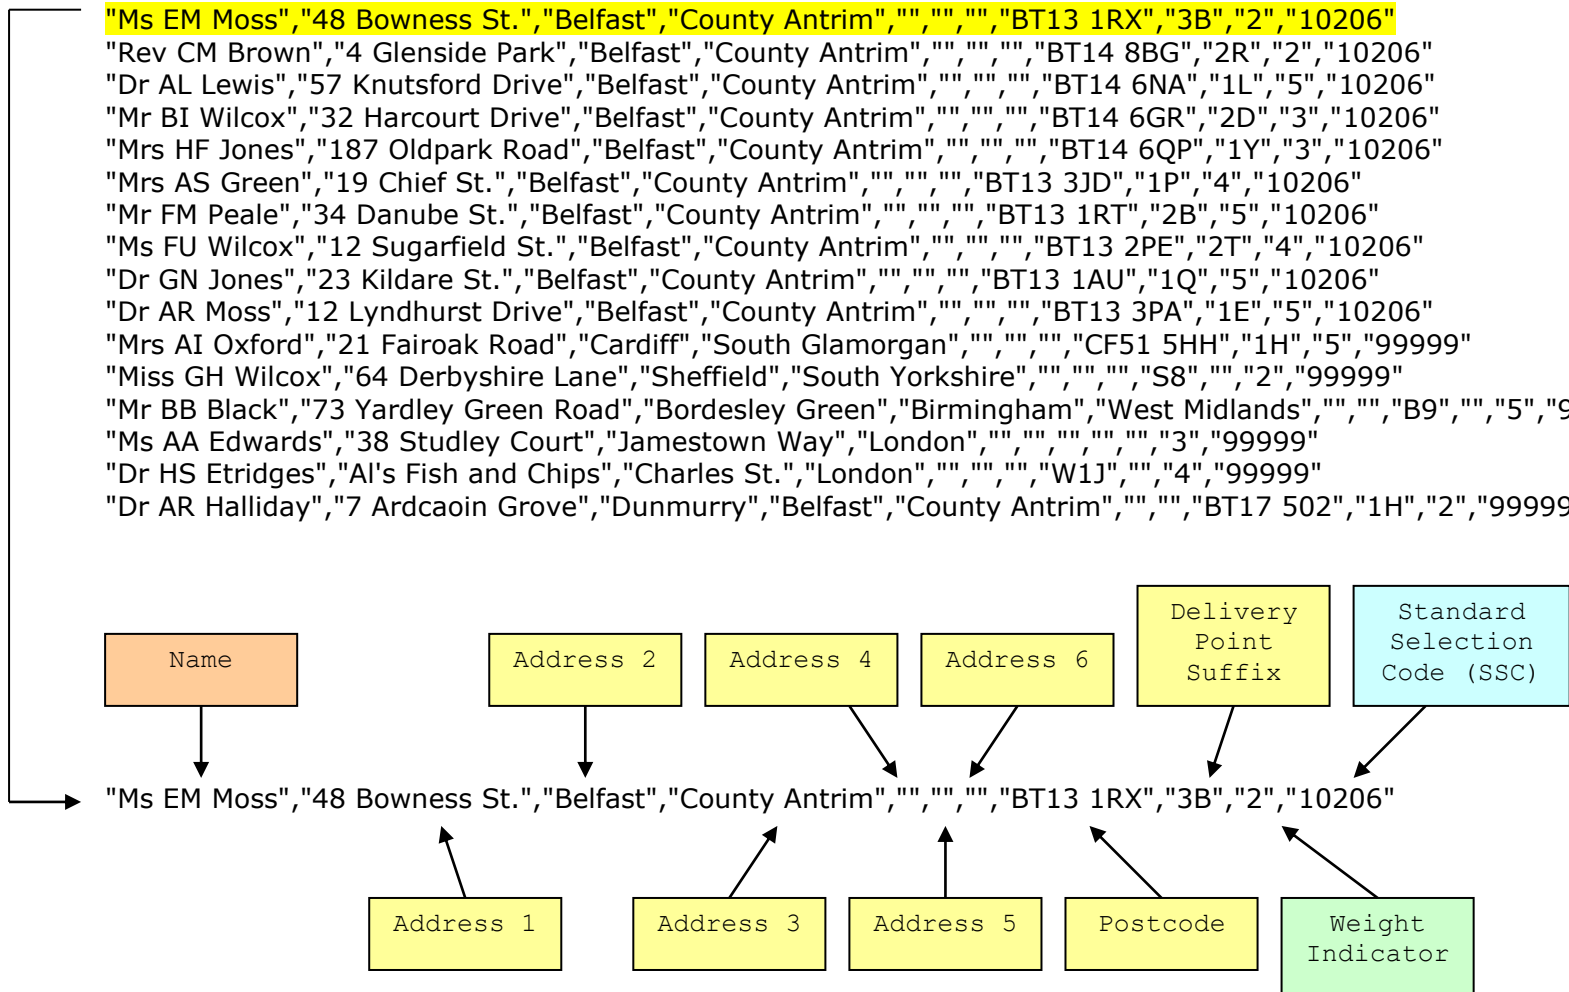 "Ms EM Moss","48 Bowness St.","Belfast","County Antrim","","","","BT13 1RX","3B","2","10206"
"Rev CM Brown","4 Glenside Park","Belfast","County Antrim","","","","BT14 8BG","2R","2","10206"
"Dr AL Lewis","57 Knutsford Drive","Belfast","County Antrim","","","","BT14 6NA","1L","5","10206"
"Mr BI Wilcox","32 Harcourt Drive","Belfast","County Antrim","","","","BT14 6GR","2D","3","10206"
"Mrs HF Jones","187 Oldpark Road","Belfast","County Antrim","","","","BT14 6QP","1Y","3","10206"
"Mrs AS Green","19 Chief St.","Belfast","County Antrim","","","","BT13 3JD","1P","4","10206"
"Mr FM Peale","34 Danube St.","Belfast","County Antrim","","","","BT13 1RT","2B","5","10206"
"Ms FU Wilcox","12 Sugarfield St.","Belfast","County Antrim","","","","BT13 2PE","2T","4","10206"
"Dr GN Jones","23 Kildare St.","Belfast","County Antrim","","","","BT13 1AU","1Q","5","10206"
"Dr AR Moss","12 Lyndhurst Drive","Belfast","County Antrim","","","","BT13 3PA","1E","5","10206"
"Mrs AI Oxford","21 Fairoak Road","Cardiff","South Glamorgan","","","","CF51 5HH","1H","5","99999"
"Miss GH Wilcox","64 Derbyshire Lane","Sheffield","South Yorkshire","","","","S8","","2","99999"
"Mr BB Black","73 Yardley Green Road","Bordesley Green","Birmingham","West Midlands","","","B9","","5","9
"Ms AA Edwards","38 Studley Court","Jamestown Way","London","","","","","","3","99999"
"Dr HS Etridges","Al's Fish and Chips","Charles St.","London","","","","W1J","","4","99999"
"Dr AR Halliday","7 Ardcaoin Grove","Dunmurry","Belfast","County Antrim","","","BT17 502","1H","2","99999
Delivery
Point
Suffix
Standard
Selection
Code (SSC)
Name
Address 2
Address 4
Address 6
"Ms EM Moss","48 Bowness St.","Belfast","County Antrim","","","","BT13 1RX","3B","2","10206"
Address 1
Address 3
Address 5
Postcode
Weight
Indicator